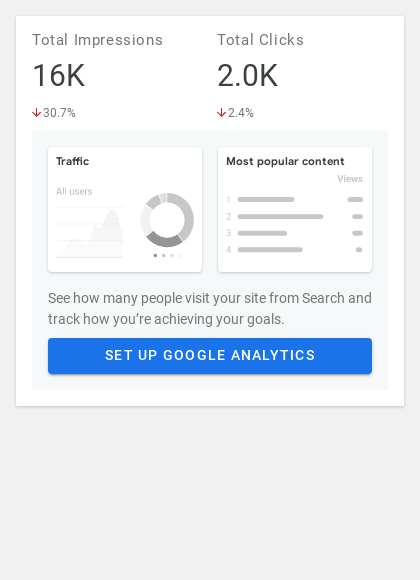 Total Impressions Total Clicks
16K 2.0K
30.7% 2.4%
Traffic Most popular content
Views
All users
1
2
3
4
See how many people visit your site from Search and
track how you’re achieving your goals.
SET UP GOOGLE ANALYTICS